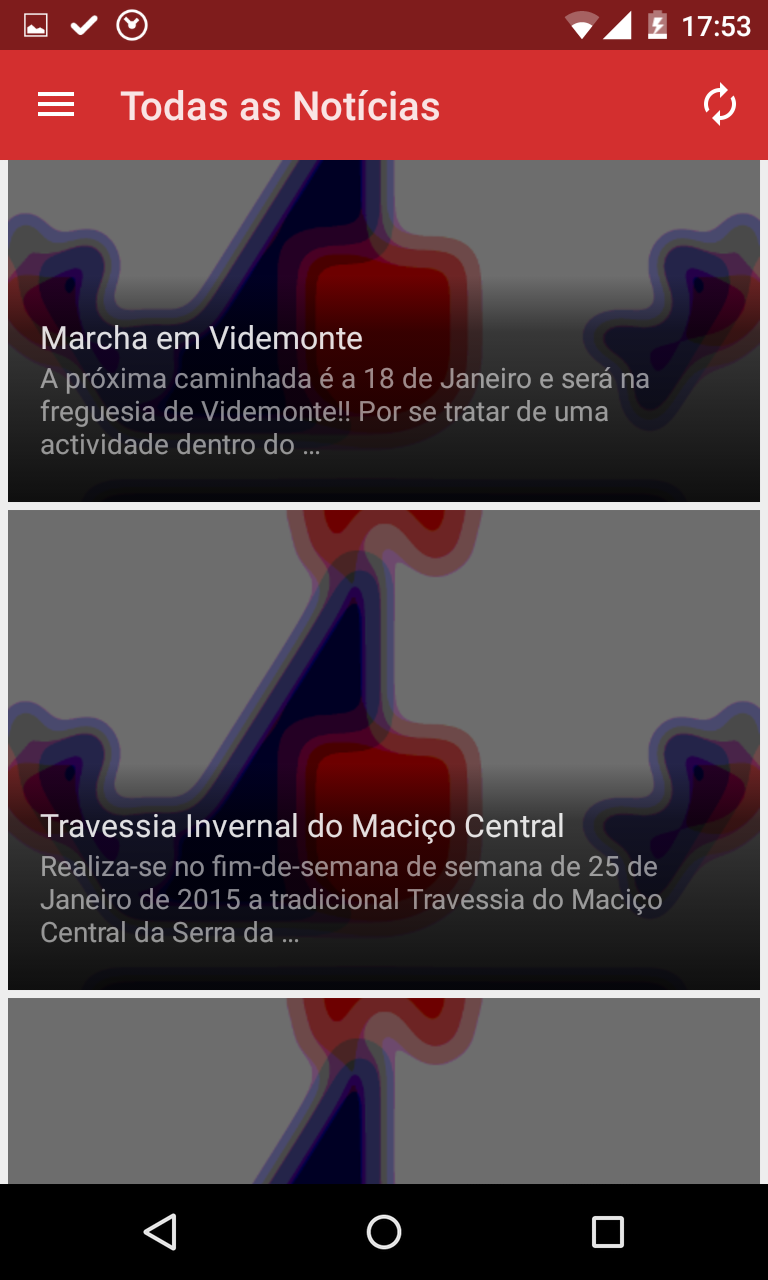 17:53
Todas as Notícias
Marcha em Videmonte
A próxima caminhada é a 18 de Janeiro e será na
freguesia de Videmonte!! Por se tratar de uma
actividade dentro do ...
Travessia Invernal do Maciço Central
Realiza-se no fim-de-semana de semana de 25 de
Janeiro de 2015 a tradicional Travessia do Maciço
Central da Serra da ...